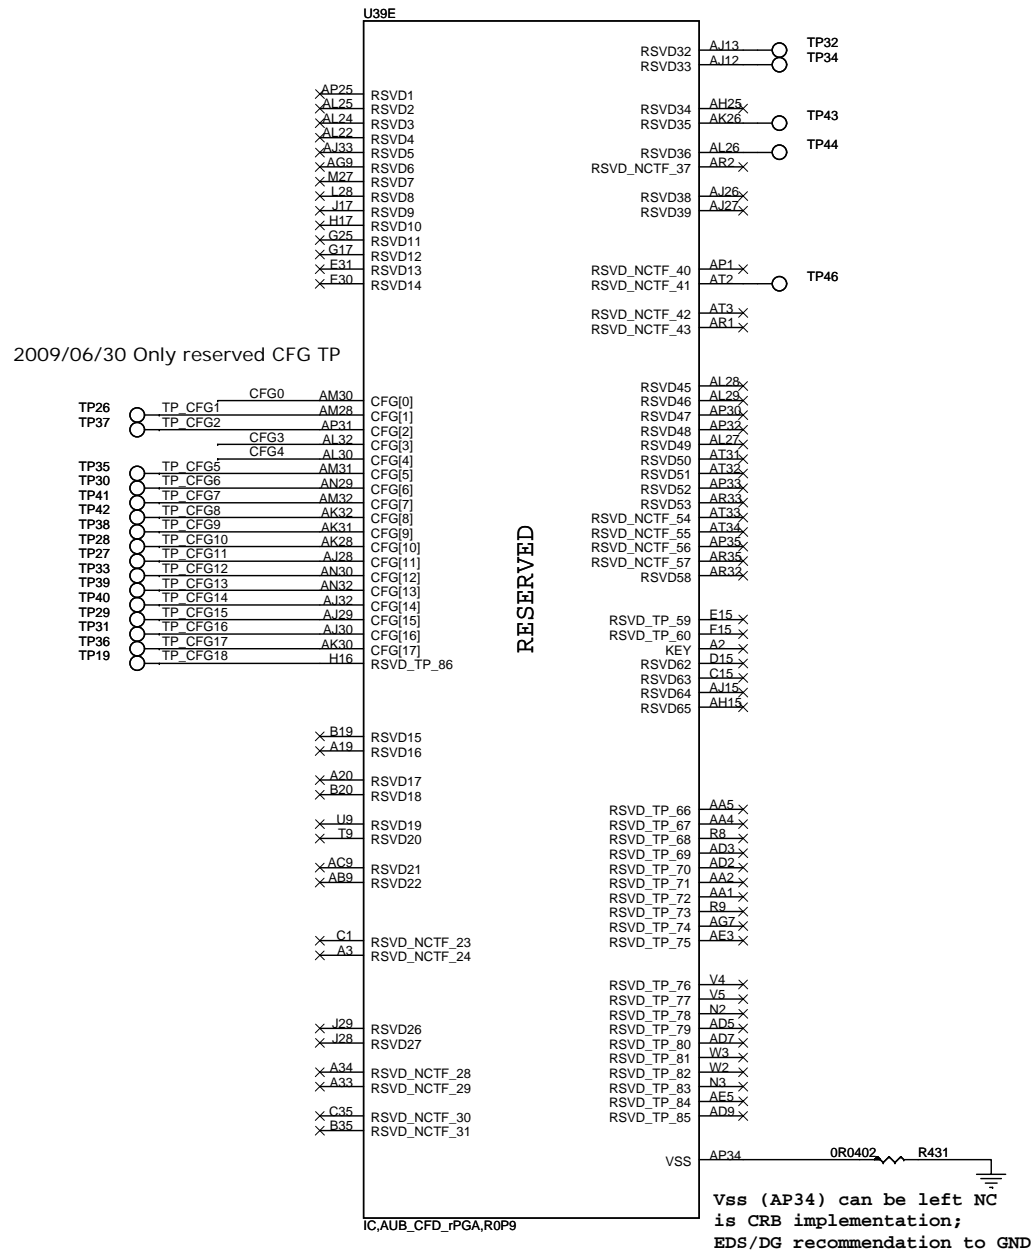 U39E
AP25 RSVD1
AL25 RSVD2
AL24 RSVD3
AL22 RSVD4
AJ33 RSVD5
AG9 RSVD6
M27 RSVD7
L28 RSVD8
J17 RSVD9
H17 RSVD10
G25 RSVD11
G17 RSVD12
E31 RSVD13
E30 RSVD14
2009/06/30 Only reserved CFG TP
CFG0 AM30 CFG[0]
TP26 TP_CFG1 AM28 CFG[1]
TP37 TP_CFG2 AP31 CFG[2]
CFG3 AL32 CFG[3]
CFG4 AL30 CFG[4]
TP35 TP_CFG5 AM31 CFG[5]
TP30 TP_CFG6 AN29 CFG[6]
TP41 TP_CFG7 AM32 CFG[7]
TP42 TP_CFG8 AK32 CFG[8]
TP38 TP_CFG9 AK31 CFG[9]
TP28 TP_CFG10 AK28 CFG[10]
TP27 TP_CFG11 AJ28 CFG[11]
TP33 TP_CFG12 AN30 CFG[12]
TP39 TP_CFG13 AN32 CFG[13]
TP40 TP_CFG14 AJ32 CFG[14]
TP29 TP_CFG15 AJ29 CFG[15]
TP31 TP_CFG16 AJ30 CFG[16]
TP36 TP_CFG17 AK30 CFG[17]
TP19 TP_CFG18 H16 RSVD_TP_86
B19 RSVD15
A19 RSVD16
A20 RSVD17
B20 RSVD18
U9 RSVD19
T9 RSVD20
AC9 RSVD21
AB9 RSVD22
C1 RSVD_NCTF_23
A3 RSVD_NCTF_24
J29 RSVD26
J28 RSVD27
A34 RSVD_NCTF_28
A33 RSVD_NCTF_29
C35 RSVD_NCTF_30
B35 RSVD_NCTF_31
RESERVED
RSVD32 AJ13 TP32
RSVD33 AJ12 TP34
RSVD34 AH25
RSVD35 AK26 TP43
RSVD36 AL26 TP44
RSVD_NCTF_37 AR2
RSVD38 AJ26
RSVD39 AJ27
RSVD_NCTF_40 AP1
RSVD_NCTF_41 AT2 TP46
RSVD_NCTF_42 AT3
RSVD_NCTF_43 AR1
RSVD45 AL28
RSVD46 AL29
RSVD47 AP30
RSVD48 AP32
RSVD49 AL27
RSVD50 AT31
RSVD51 AT32
RSVD52 AP33
RSVD53 AR33
RSVD_NCTF_54 AT33
RSVD_NCTF_55 AT34
RSVD_NCTF_56 AP35
RSVD_NCTF_57 AR35
RSVD58 AR32
RSVD_TP_59 E15
RSVD_TP_60 F15
KEY A2
RSVD62 D15
RSVD63 C15
RSVD64 AJ15
RSVD65 AH15
RSVD_TP_66 AA5
RSVD_TP_67 AA4
RSVD_TP_68 R8
RSVD_TP_69 AD3
RSVD_TP_70 AD2
RSVD_TP_71 AA2
RSVD_TP_72 AA1
RSVD_TP_73 R9
RSVD_TP_74 AG7
RSVD_TP_75 AE3
RSVD_TP_76 V4
RSVD_TP_77 V5
RSVD_TP_78 N2
RSVD_TP_79 AD5
RSVD_TP_80 AD7
RSVD_TP_81 W3
RSVD_TP_82 W2
RSVD_TP_83 N3
RSVD_TP_84 AE5
RSVD_TP_85 AD9
VSS AP34 0R0402 R431
Vss (AP34) can be left NC
is CRB implementation;
EDS/DG recommendation to GND
IC,AUB_CFD_rPGA,R0P9